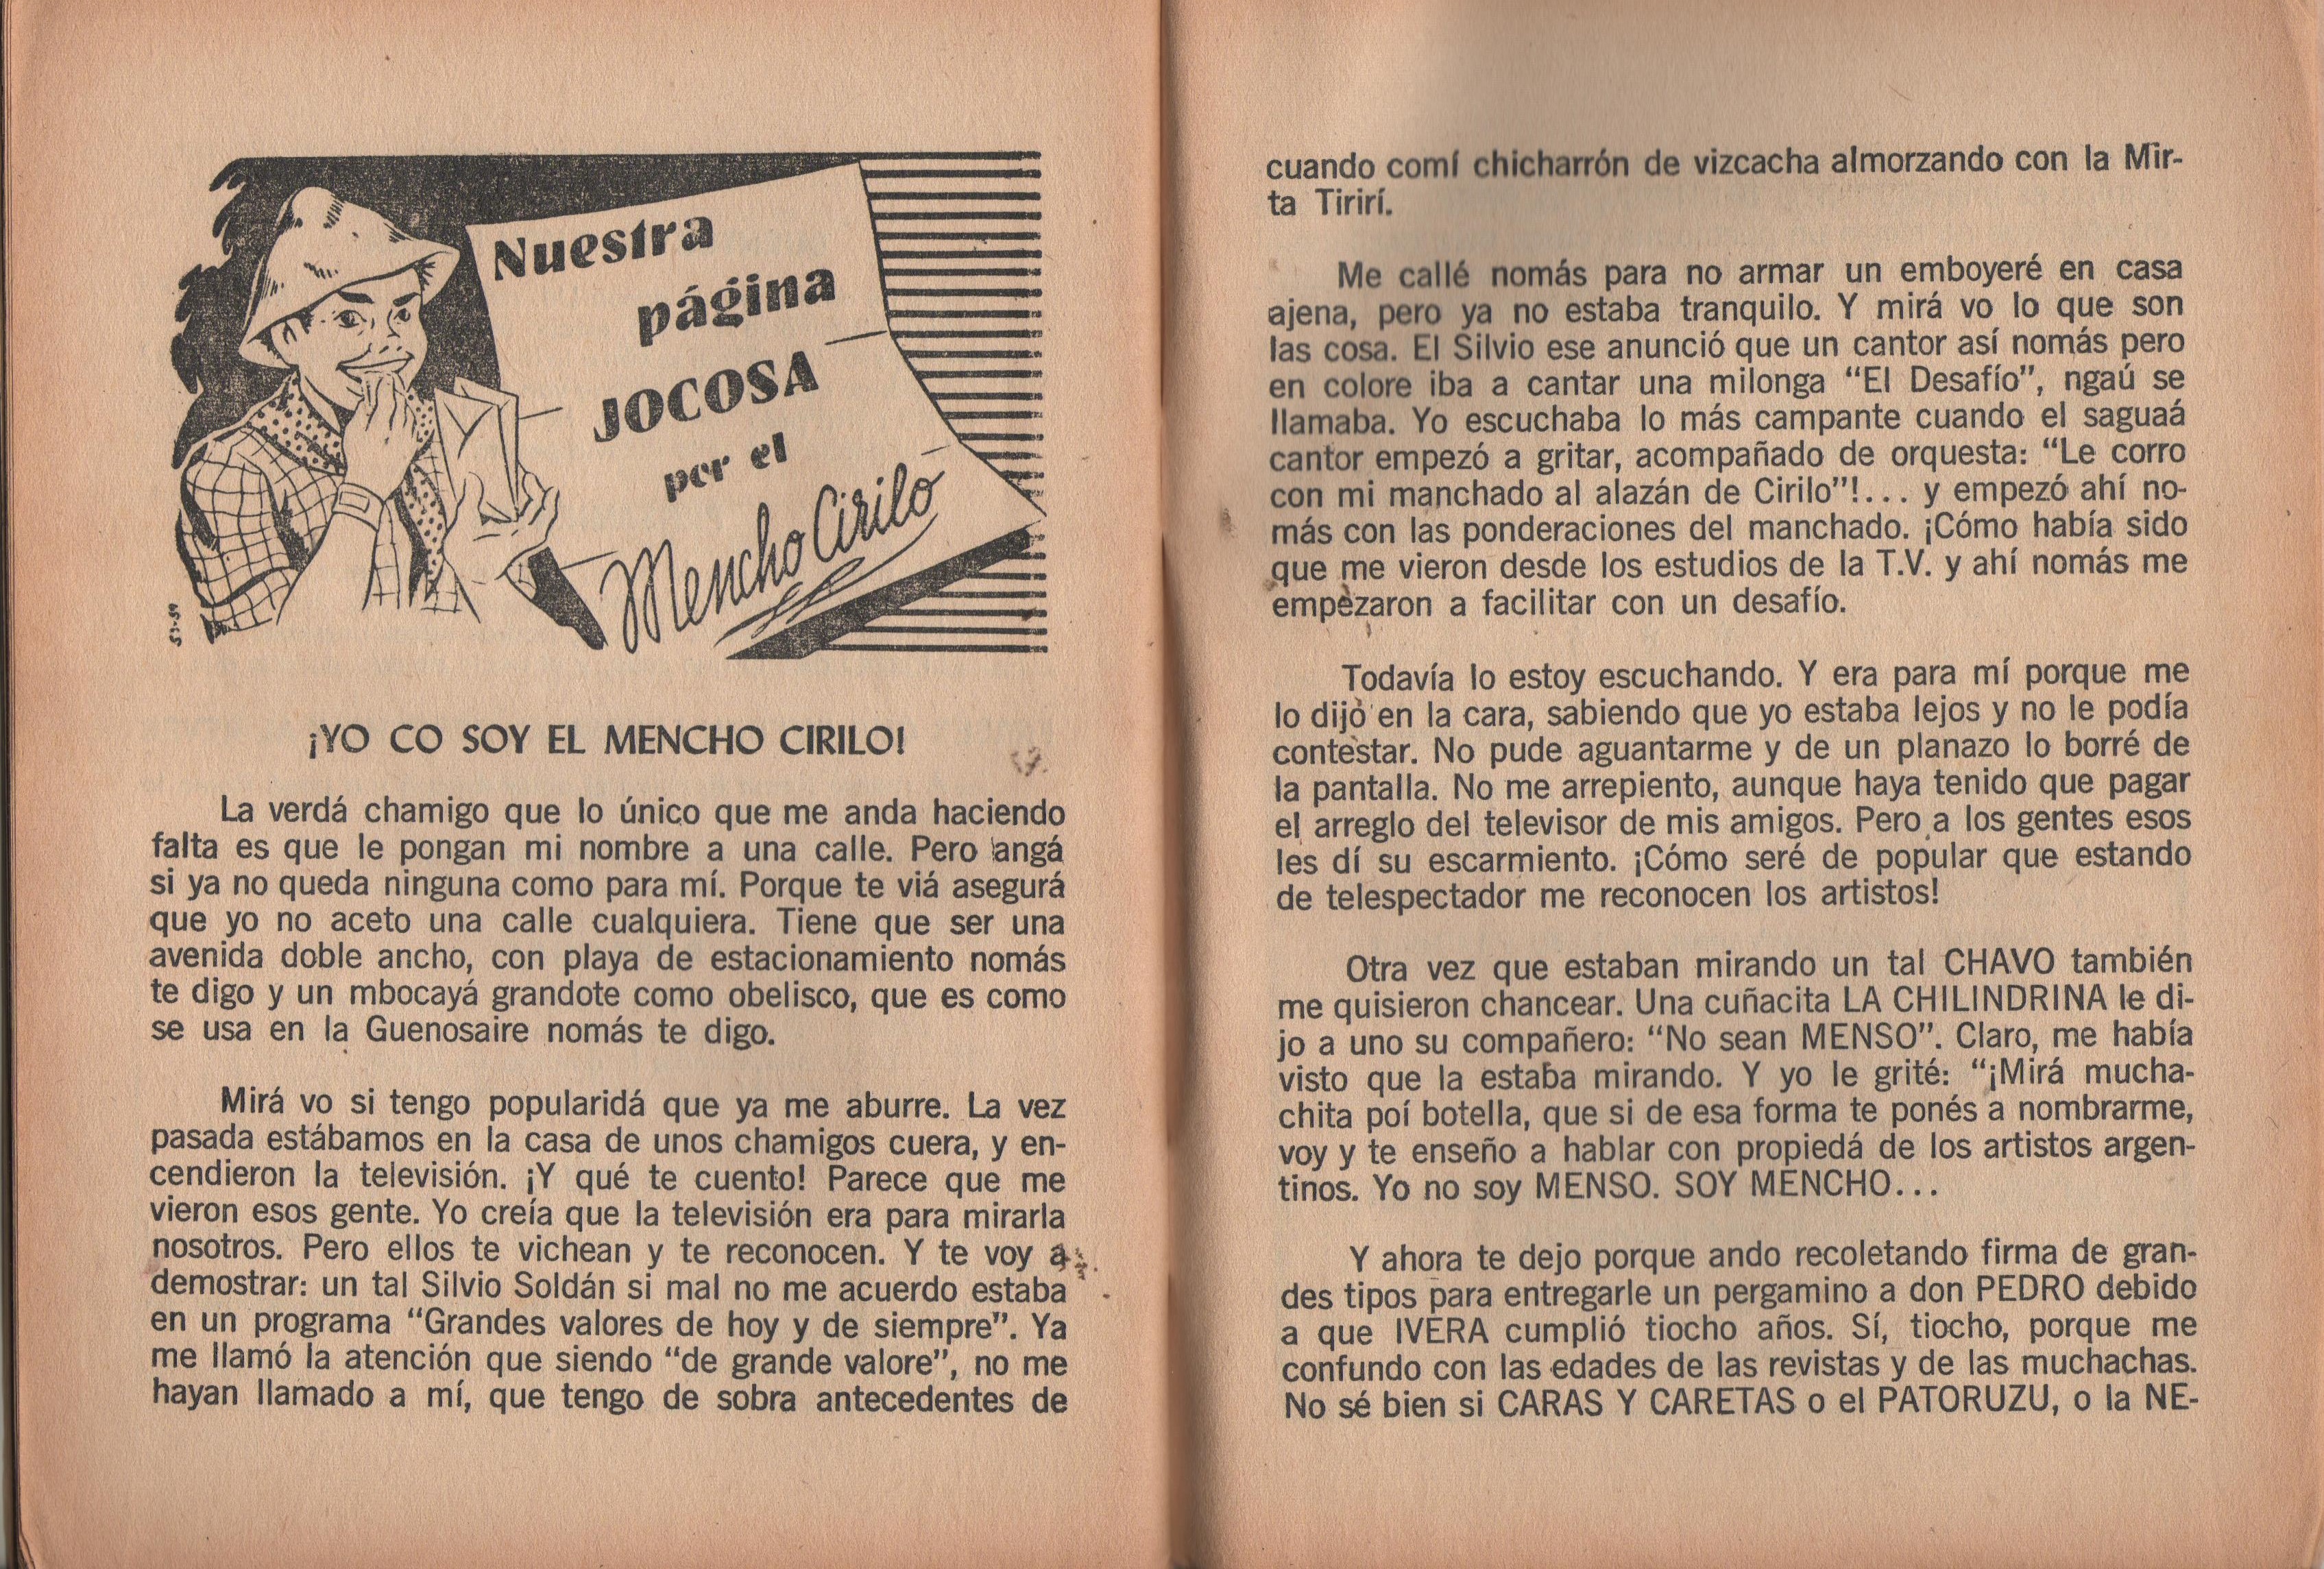 Nuestra
página
JOCOSA
por el
Mencho Cirilo
¡YO CO SOY EL MENCHO CIRILO!
La verdá chamigo que lo único que me anda haciendo
falta es que le pongan mi nombre a una calle. Pero angá
si ya no queda ninguna como para mí. Porque te viá asegurá
que yo no aceto una calle cualquiera. Tiene que ser una
avenida doble ancho, con playa de estacionamiento nomás
te digo y un mbocayá grandote como obelisco, que es como
se usa en la Guenosaire nomás te digo.
Mirá vo si tengo popularidá que ya me aburre. La vez
pasada estábamos en la casa de unos chamigos cuera, y en-
cendieron la televisión. ¡Y qué te cuento! Parece que me
vieron esos gente. Yo creía que la televisión era para mirarla
nosotros. Pero ellos te vichean y te reconocen. Y te voy a
demostrar: un tal Silvio Soldán si mal no me acuerdo estaba
en un programa “Grandes valores de hoy y de siempre”. Ya
me llamó la atención que siendo “de grande valore”, no me
hayan llamado a mí, que tengo de sobra antecedentes de
cuando comí chicharrón de vizcacha almorzando con la Mir-
ta Tirirí.
Me callé nomás para no armar un emboyeré en casa
ajena, pero ya no estaba tranquilo. Y mirá vo lo que son
las cosa. El Silvio ese anunció que un cantor así nomás pero
en colore iba a cantar una milonga “El Desafío”, ngaú se
llamaba. Yo escuchaba lo más campante cuando el saguaá
cantor empezó a gritar, acompañado de orquesta: “Le corro
con mi manchado al alazán de Cirilo”!... y empezó ahí no-
más con las ponderaciones del manchado. ¡Cómo había sido
que me vieron desde los estudios de la T.V. y ahí nomás me
empezaron a facilitar con un desafío.
Todavía lo estoy escuchando. Y era para mí porque me
lo dijo en la cara, sabiendo que yo estaba lejos y no le podía
contestar. No pude aguantarme y de un planazo lo borré de
la pantalla. No me arrepiento, aunque haya tenido que pagar
el arreglo del televisor de mis amigos. Pero a los gentes esos
les dí su escarmiento. ¡Cómo seré de popular que estando
de telespectador me reconocen los artistos!
Otra vez que estaban mirando un tal CHAVO también
me quisieron chancear. Una cuñacita LA CHILINDRINA le di-
jo a uno su compañero: “No sean MENSO”. Claro, me había
visto que la estaba mirando. Y yo le grité: “¡Mirá mucha-
chita poí botella, que si de esa forma te ponés a nombrarme,
voy y te enseño a hablar con propiedá de los artistos argen-
tinos. Yo no soy MENSO. SOY MENCHO...
Y ahora te dejo porque ando recoletando firma de gran-
des tipos para entregarle un pergamino a don PEDRO debido
a que IVERA cumplió tiocho años. Sí, tiocho, porque me
confundo con las edades de las revistas y de las muchachas.
No sé bien si CARAS Y CARETAS o el PATORUZU, o la NE-